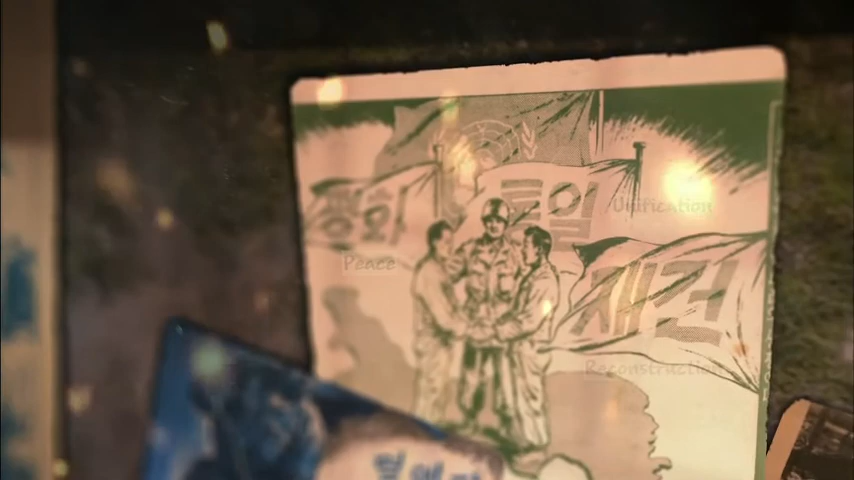 통일
Unification
평화
Peace
재건
Reconstruction